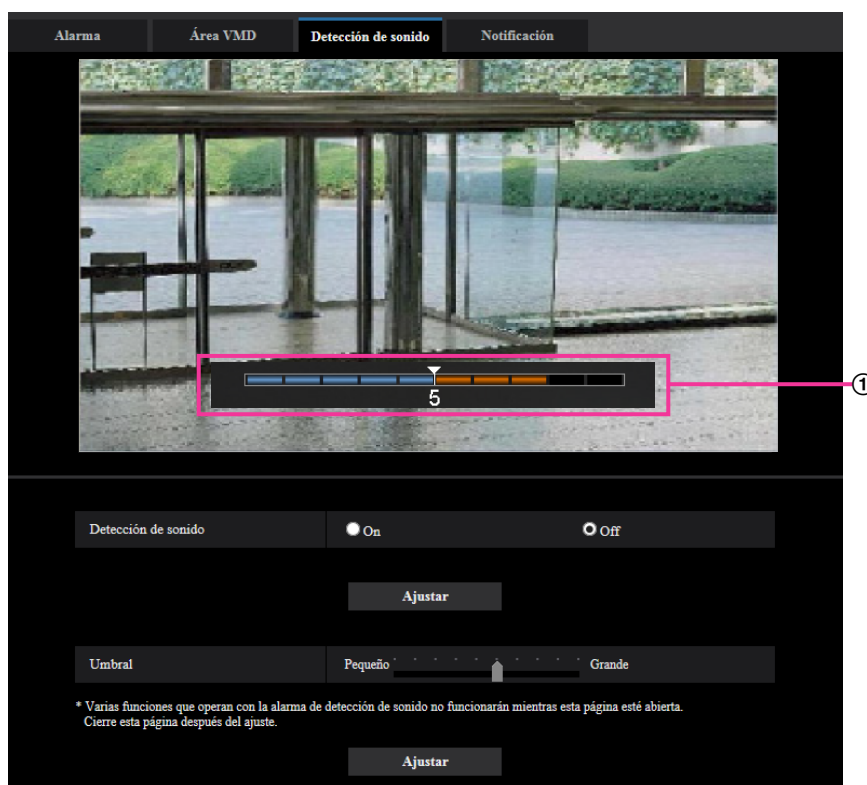 Alarma
Área VMD
Detección de sonido
Notificación
5
①
Detección de sonido
On
Off
Ajustar
Umbral
Pequeño
Grande
* Varias funciones que operan con la alarma de detección de sonido no funcionarán mientras esta página esté abierta.
Cierre esta página después del ajuste.
Ajustar